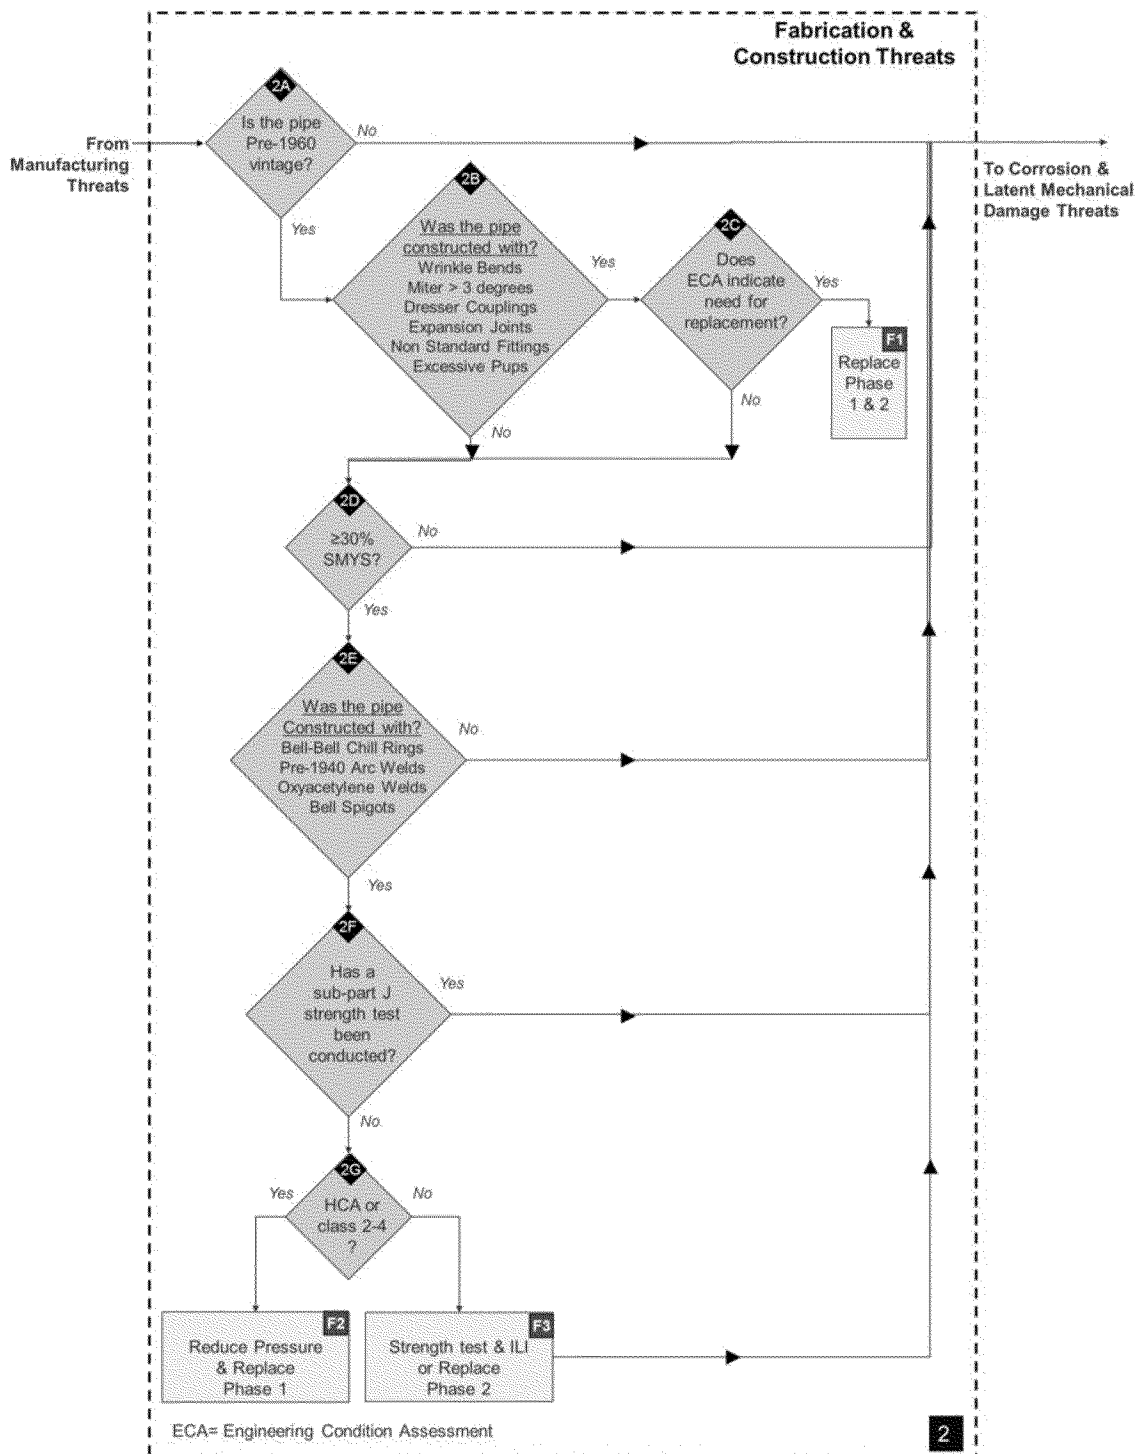 Fabrication &
Construction Threats
2A
Is the pipe
Pre-1960
vintage?
No
Yes
From
Manufacturing
Threats
To Corrosion &
Latent Mechanical
Damage Threats
2B
Was the pipe
constructed with?
Wrinkle Bends
Miter > 3 degrees
Dresser Couplings
Expansion Joints
Non Standard Fittings
Excessive Pups
Yes
No
2C
Does
ECA indicate
need for
replacement?
Yes
No
F1
Replace
Phase
1 & 2
2D
≥30%
SMYS?
No
Yes
2E
Was the pipe
Constructed with?
Bell-Bell Chill Rings
Pre-1940 Arc Welds
Oxyacetylene Welds
Bell Spigots
No
Yes
2F
Has a
sub-part J
strength test
been
conducted?
Yes
No
2G
HCA or
class 2-4
?
Yes
No
F2
Reduce Pressure
& Replace
Phase 1
F3
Strength test & ILI
or Replace
Phase 2
ECA= Engineering Condition Assessment
2